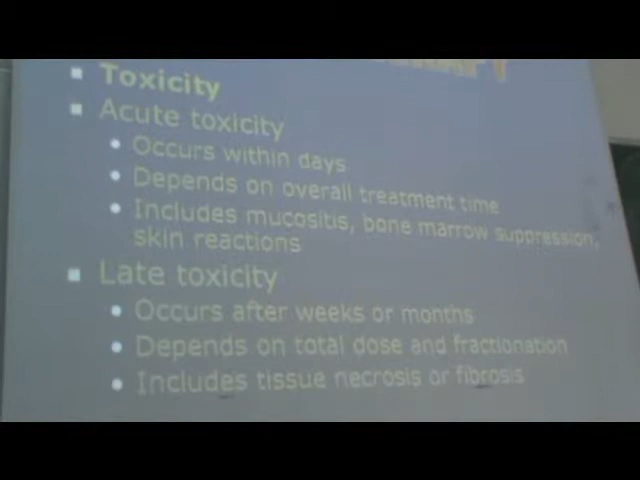 Toxicity
Acute toxicity
Occurs within days
Depends on overall treatment time
Includes mucositis, bone marrow suppression,
skin reactions
Late toxicity
Occurs after weeks or months
Depends on total dose and fractionation
Includes tissue necrosis or fibrosis